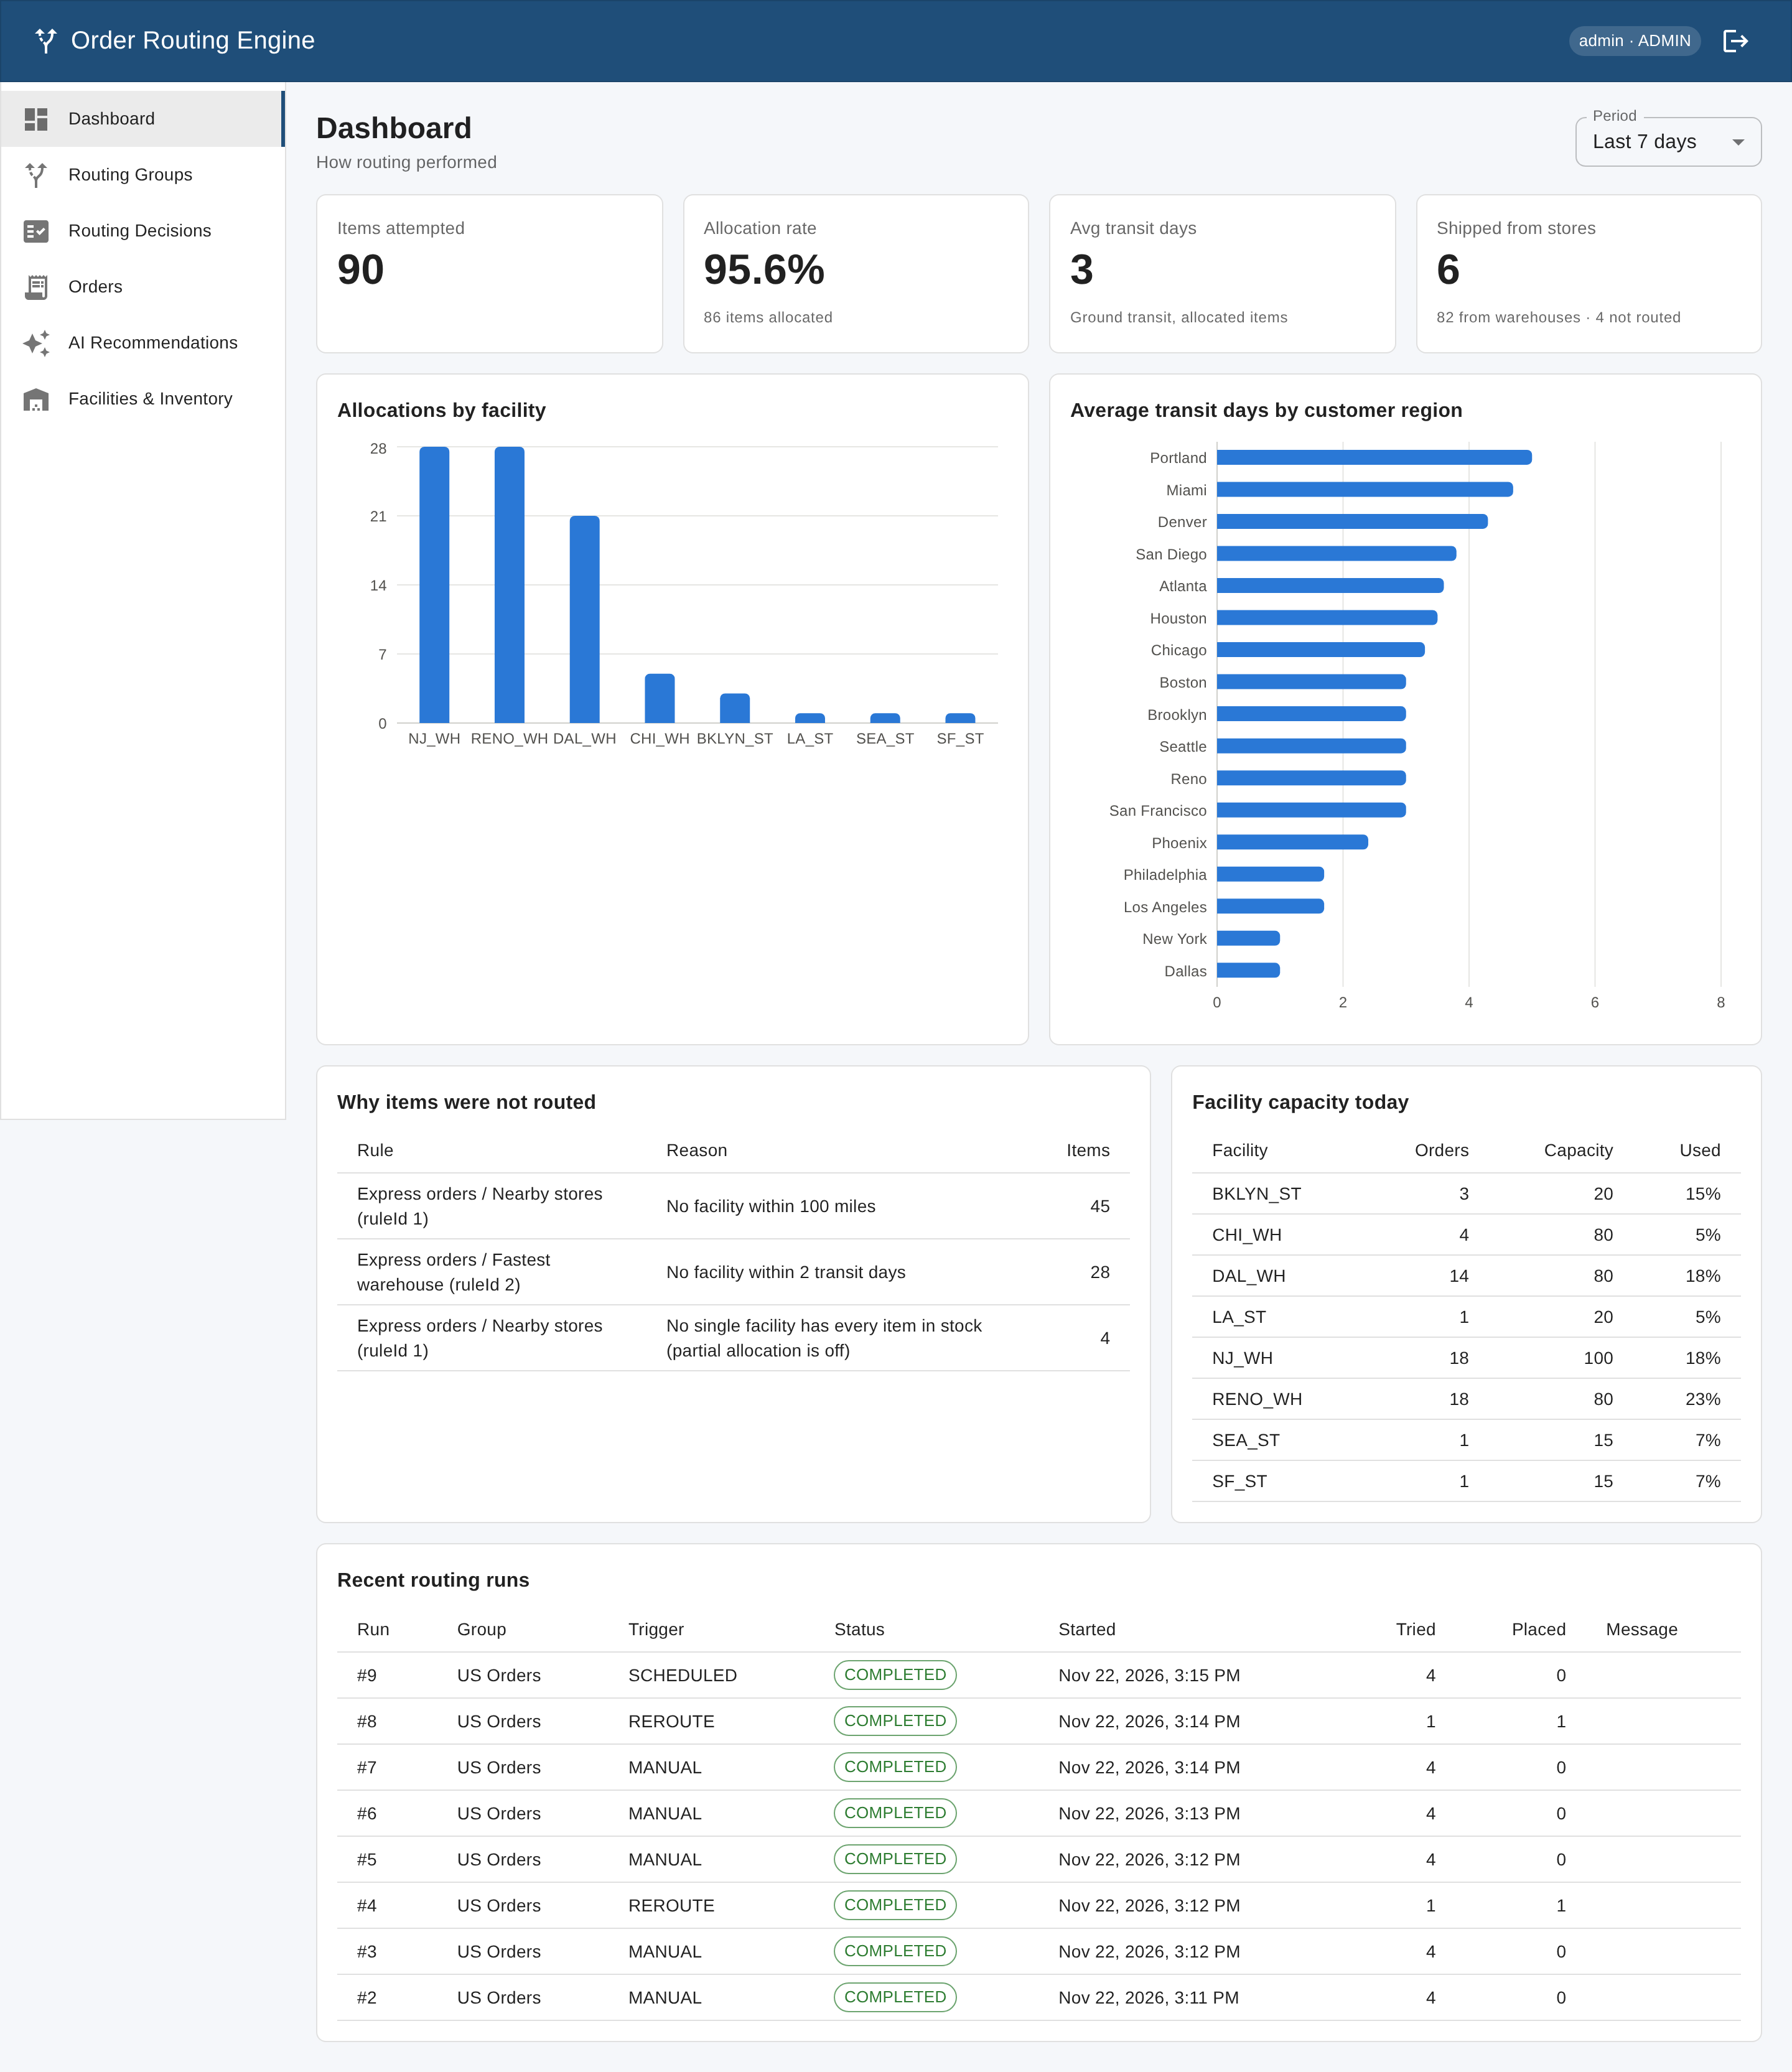 Order Routing Engine
admin · ADMIN
Dashboard
Routing Groups
Routing Decisions
Orders
AI Recommendations
Facilities & Inventory
Dashboard
How routing performed
Period
Last 7 days
Items attempted
90
Allocation rate
95.6%
86 items allocated
Avg transit days
3
Ground transit, allocated items
Shipped from stores
6
82 from warehouses · 4 not routed
Allocations by facility
28
21
14
7
0
NJ_WH RENO_WH DAL_WH CHI_WH BKLYN_ST LA_ST SEA_ST SF_ST
Average transit days by customer region
Portland
Miami
Denver
San Diego
Atlanta
Houston
Chicago
Boston
Brooklyn
Seattle
Reno
San Francisco
Phoenix
Philadelphia
Los Angeles
New York
Dallas
0 2 4 6 8
Why items were not routed
Rule Reason Items
Express orders / Nearby stores
(ruleId 1)
No facility within 100 miles 45
Express orders / Fastest
warehouse (ruleId 2)
No facility within 2 transit days 28
Express orders / Nearby stores
(ruleId 1)
No single facility has every item in stock
(partial allocation is off)
4
Facility capacity today
Facility Orders Capacity Used
BKLYN_ST 3 20 15%
CHI_WH 4 80 5%
DAL_WH 14 80 18%
LA_ST 1 20 5%
NJ_WH 18 100 18%
RENO_WH 18 80 23%
SEA_ST 1 15 7%
SF_ST 1 15 7%
Recent routing runs
Run Group Trigger Status Started Tried Placed Message
#9 US Orders SCHEDULED COMPLETED Nov 22, 2026, 3:15 PM 4 0
#8 US Orders REROUTE COMPLETED Nov 22, 2026, 3:14 PM 1 1
#7 US Orders MANUAL COMPLETED Nov 22, 2026, 3:14 PM 4 0
#6 US Orders MANUAL COMPLETED Nov 22, 2026, 3:13 PM 4 0
#5 US Orders MANUAL COMPLETED Nov 22, 2026, 3:12 PM 4 0
#4 US Orders REROUTE COMPLETED Nov 22, 2026, 3:12 PM 1 1
#3 US Orders MANUAL COMPLETED Nov 22, 2026, 3:12 PM 4 0
#2 US Orders MANUAL COMPLETED Nov 22, 2026, 3:11 PM 4 0